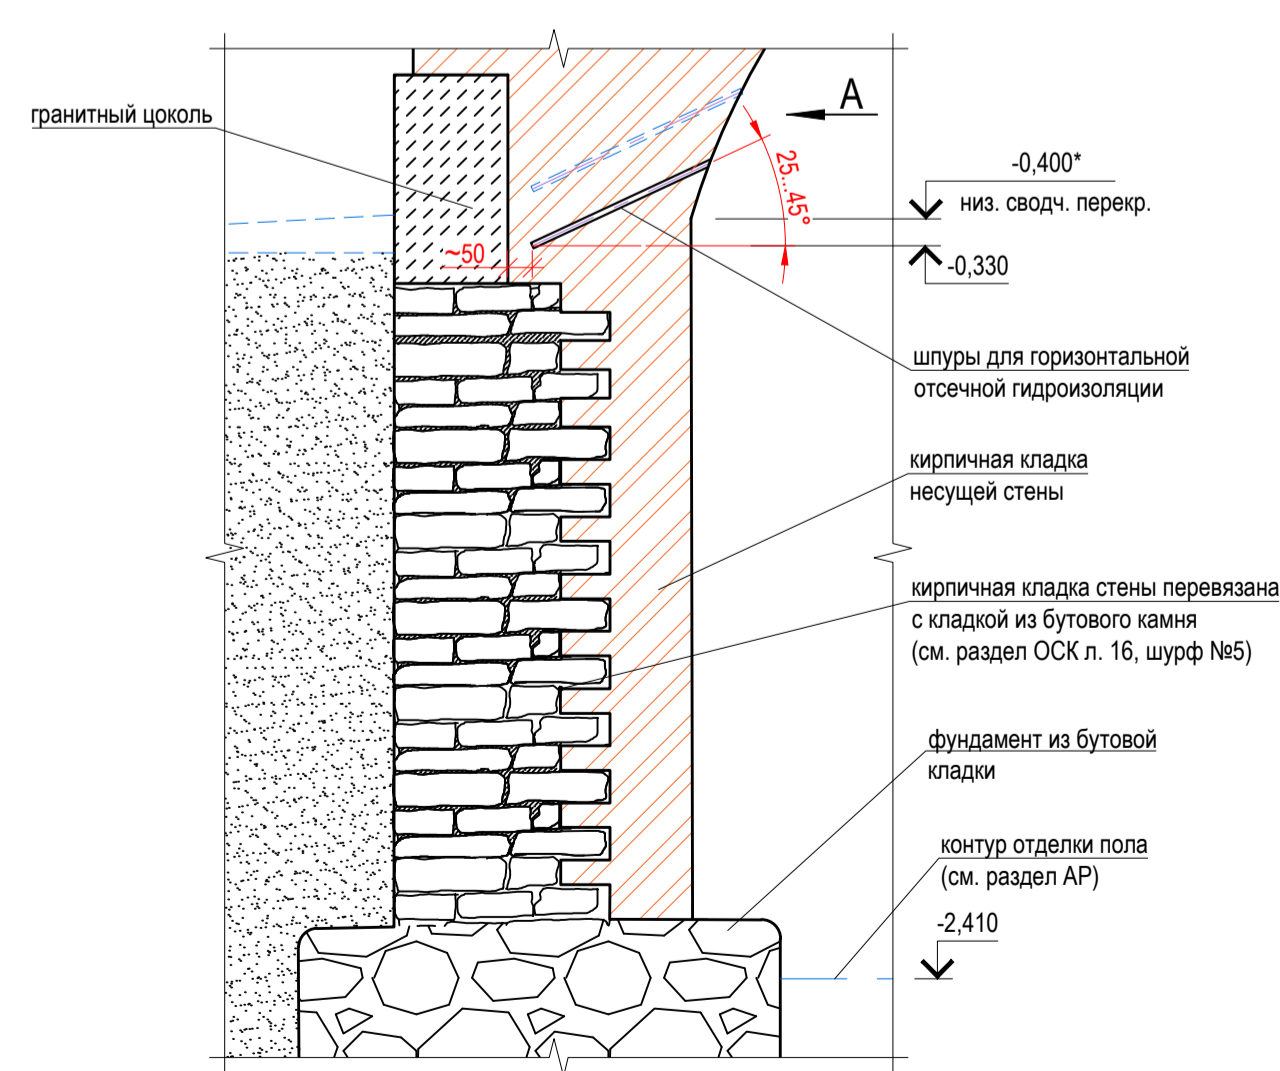 гранитный цоколь
А
25...45°
-0,400*
низ. сводч. перекр.
~50
-0,330
шпуры для горизонтальной
отсечной гидроизоляции
кирпичная кладка
несущей стены
кирпичная кладка стены перевязана
с кладкой из бутового камня
(см. раздел ОСК л. 16, шурф №5)
фундамент из бутовой
кладки
контур отделки пола
(см. раздел АР)
-2,410